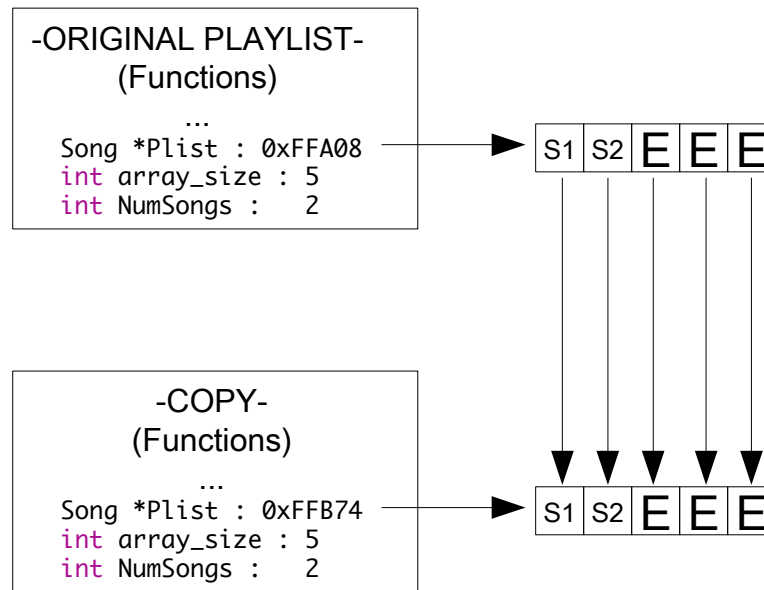 -ORIGINAL PLAYLIST-
(Functions)
...
Song *Plist : 0xFFA08
int array_size : 5
int NumSongs : 2
S1 S2 E E E
-COPY-
(Functions)
...
Song *Plist : 0xFFB74
int array_size : 5
int NumSongs : 2
S1 S2 E E E